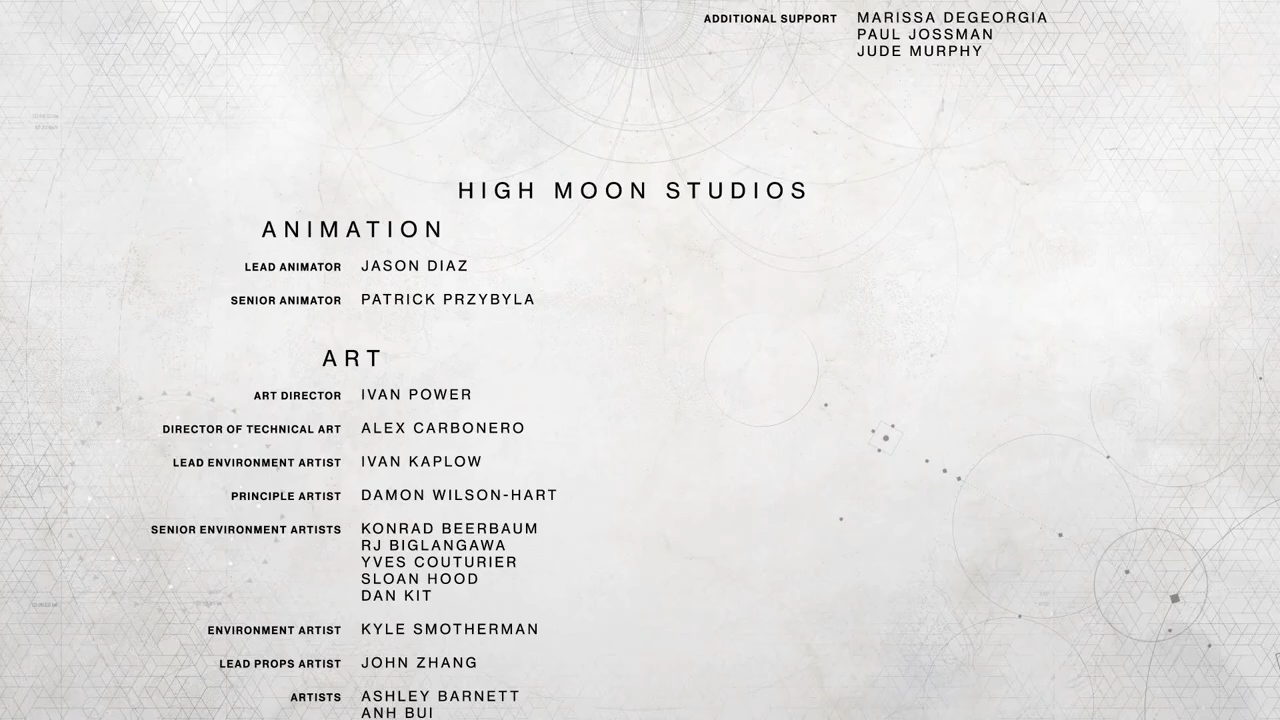 ADDITIONAL SUPPORT MARISSA DEGEORGIA
PAUL JOSSMAN
JUDE MURPHY
HIGH MOON STUDIOS
ANIMATION
LEAD ANIMATOR JASON DIAZ
SENIOR ANIMATOR PATRICK PRZYBYLA
ART
ART DIRECTOR IVAN POWER
DIRECTOR OF TECHNICAL ART ALEX CARBONERO
LEAD ENVIRONMENT ARTIST IVAN KAPLOW
PRINCIPLE ARTIST DAMON WILSON-HART
SENIOR ENVIRONMENT ARTISTS KONRAD BEERBAUM
RJ BIGLANGAWA
YVES COUTURIER
SLOAN HOOD
DAN KIT
ENVIRONMENT ARTIST KYLE SMOTHERMAN
LEAD PROPS ARTIST JOHN ZHANG
ARTISTS ASHLEY BARNETT
ANH BUI